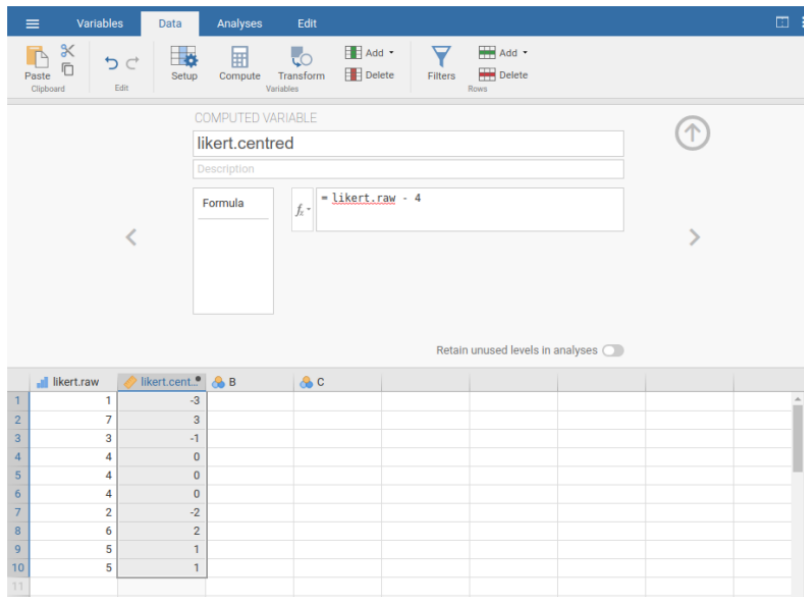 Variables Data Analyses Edit
Paste
Clipboard
Edit
Setup Compute Transform
Variables
Add
Delete
Filters
Rows
Add
Delete
COMPUTED VARIABLE
likert.centred
Description
Formula
fx
= likert.raw - 4
Retain unused levels in analyses
likert.raw likert.cent... B C
1 1 -3
2 7 3
3 3 -1
4 4 0
5 4 0
6 4 0
7 2 -2
8 6 2
9 5 1
10 5 1
11